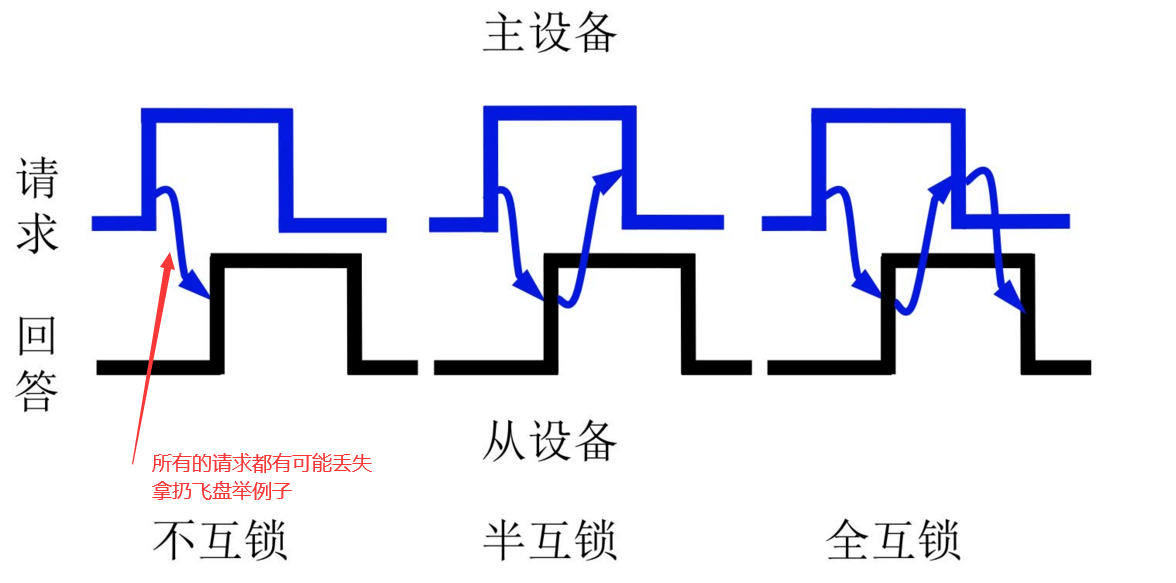 主设备
请求
回答
从设备
所有的请求都有可能丢失
拿扔飞盘举例子
不互锁
半互锁
全互锁